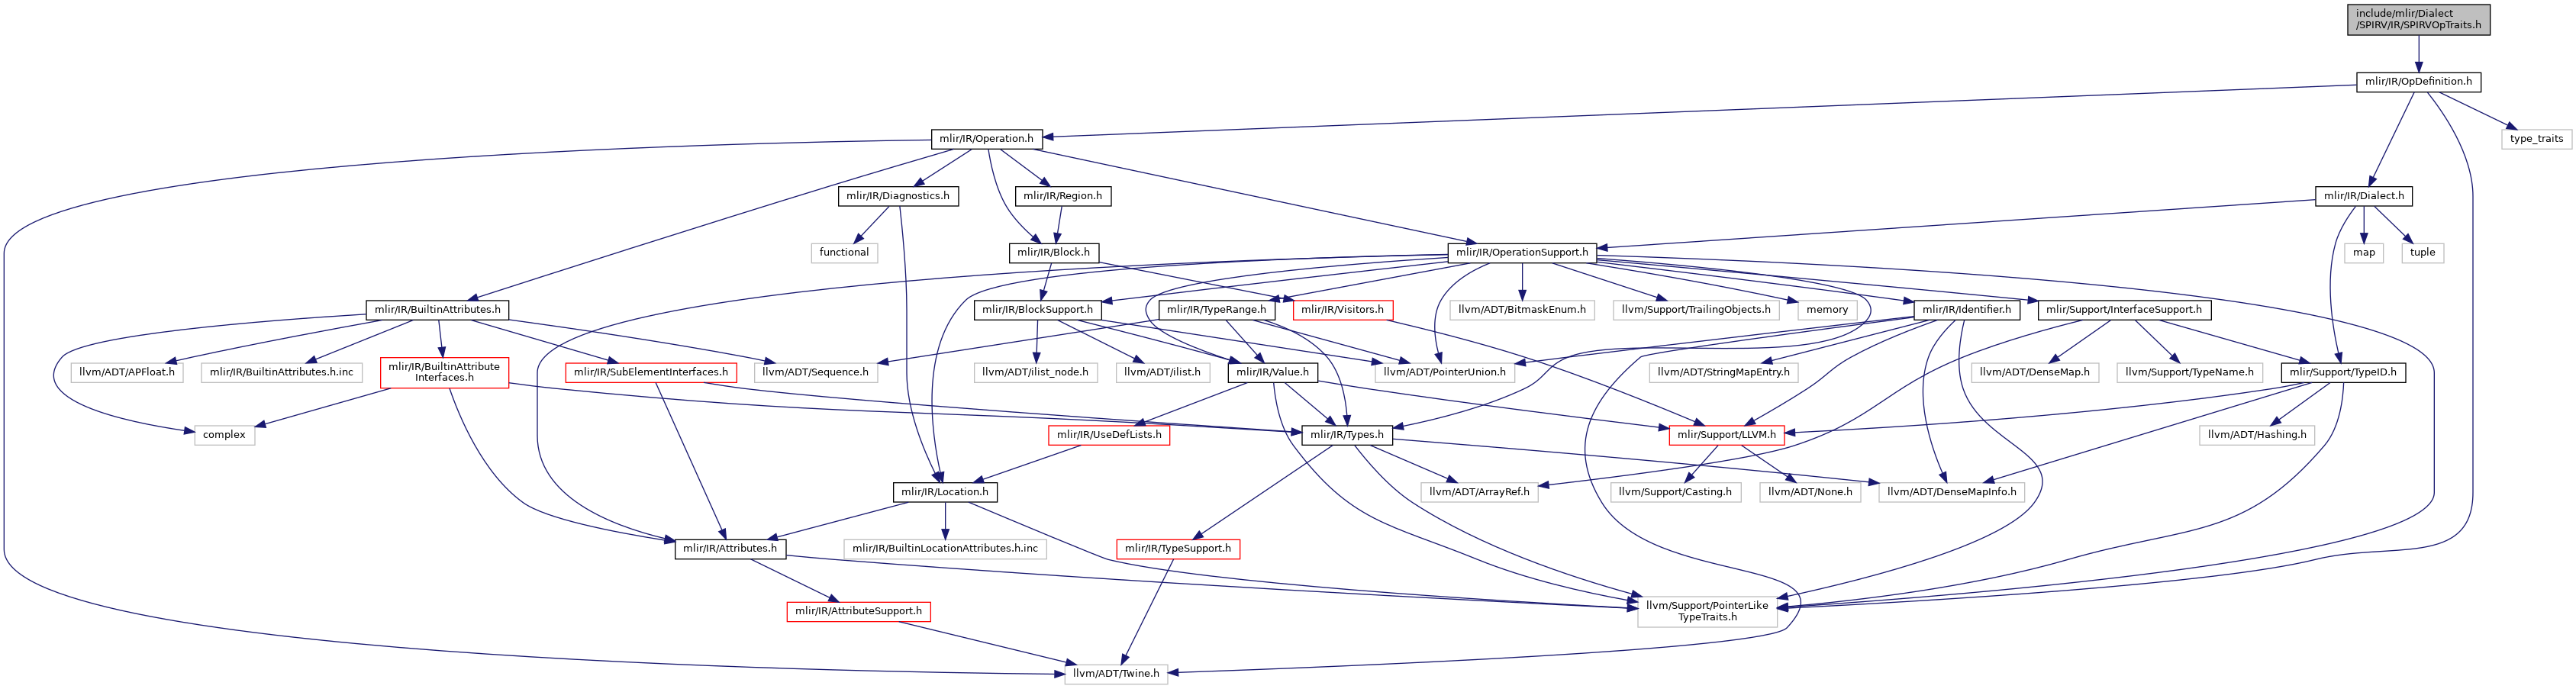 include/mlir/Dialect
/SPIRV/IR/SPIRVOpTraits.h
mlir/IR/OpDefinition.h
mlir/IR/Operation.h
type_traits
mlir/IR/Diagnostics.h
mlir/IR/Region.h
mlir/IR/Dialect.h
functional
mlir/IR/Block.h
mlir/IR/OperationSupport.h
map
tuple
mlir/IR/BuiltinAttributes.h
mlir/IR/BlockSupport.h
mlir/IR/TypeRange.h
mlir/IR/Visitors.h
llvm/ADT/BitmaskEnum.h
llvm/Support/TrailingObjects.h
memory
mlir/IR/Identifier.h
mlir/Support/InterfaceSupport.h
llvm/ADT/APFloat.h
mlir/IR/BuiltinAttributes.h.inc
mlir/IR/BuiltinAttribute
Interfaces.h
mlir/IR/SubElementInterfaces.h
llvm/ADT/Sequence.h
llvm/ADT/ilist_node.h
llvm/ADT/ilist.h
mlir/IR/Value.h
llvm/ADT/PointerUnion.h
llvm/ADT/StringMapEntry.h
llvm/ADT/DenseMap.h
llvm/Support/TypeName.h
mlir/Support/TypeID.h
complex
mlir/IR/UseDefLists.h
mlir/IR/Types.h
mlir/Support/LLVM.h
llvm/ADT/Hashing.h
mlir/IR/Location.h
llvm/ADT/ArrayRef.h
llvm/Support/Casting.h
llvm/ADT/None.h
llvm/ADT/DenseMapInfo.h
mlir/IR/Attributes.h
mlir/IR/BuiltinLocationAttributes.h.inc
mlir/IR/TypeSupport.h
mlir/IR/AttributeSupport.h
llvm/Support/PointerLike
TypeTraits.h
llvm/ADT/Twine.h